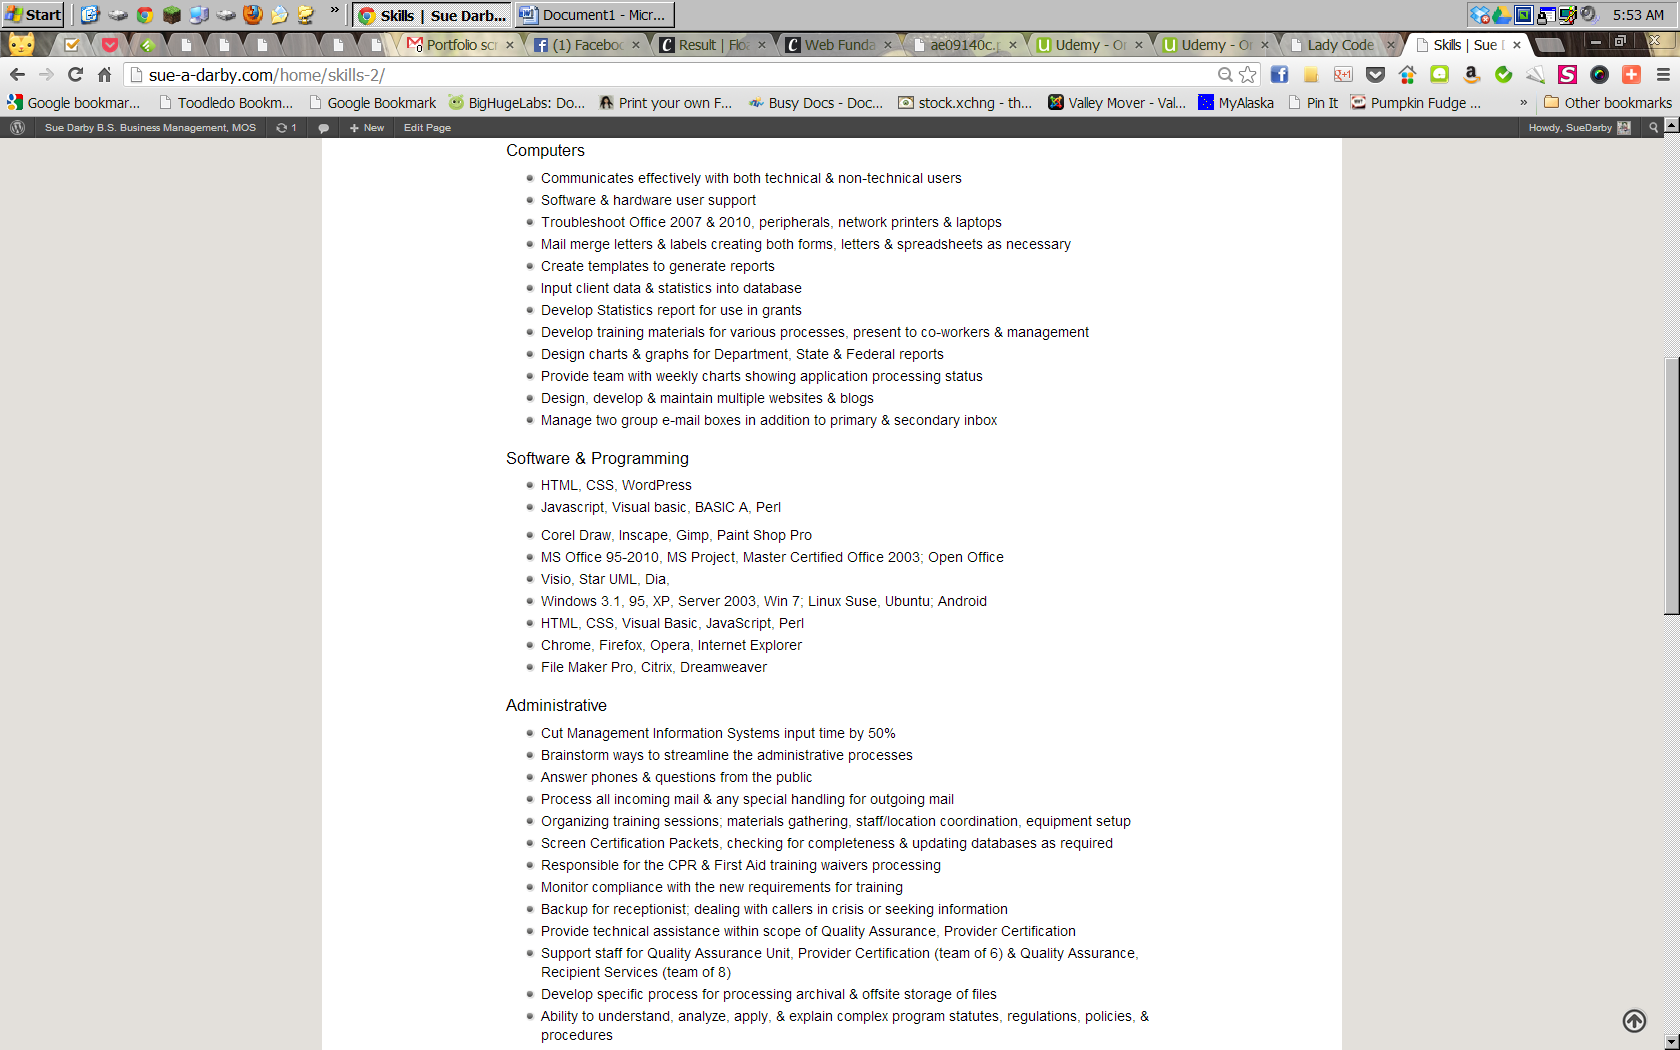 Start
»
Skills | Sue Darb...
Document1 - Micr...
5:53 AM
Portfolio scr
(1) Faceboo
Result | Floa
Web Funda
ae09140c.p
Udemy - On
Udemy - On
Lady Code
Skills | Sue D
sue-a-darby.com/home/skills-2/
Google bookmar...
Toodledo Bookm...
Google Bookmark
BigHugeLabs: Do...
Print your own F...
Busy Docs - Doc...
stock.xchng - th...
Valley Mover - Val...
MyAlaska
Pin It
Pumpkin Fudge ...
»
Other bookmarks
Sue Darby B.S. Business Management, MOS
1
+ New
Edit Page
Howdy, SueDarby
Computers
Communicates effectively with both technical & non-technical users
Software & hardware user support
Troubleshoot Office 2007 & 2010, peripherals, network printers & laptops
Mail merge letters & labels creating both forms, letters & spreadsheets as necessary
Create templates to generate reports
Input client data & statistics into database
Develop Statistics report for use in grants
Develop training materials for various processes, present to co-workers & management
Design charts & graphs for Department, State & Federal reports
Provide team with weekly charts showing application processing status
Design, develop & maintain multiple websites & blogs
Manage two group e-mail boxes in addition to primary & secondary inbox
Software & Programming
HTML, CSS, WordPress
Javascript, Visual basic, BASIC A, Perl
Corel Draw, Inscape, Gimp, Paint Shop Pro
MS Office 95-2010, MS Project, Master Certified Office 2003; Open Office
Visio, Star UML, Dia,
Windows 3.1, 95, XP, Server 2003, Win 7; Linux Suse, Ubuntu; Android
HTML, CSS, Visual Basic, JavaScript, Perl
Chrome, Firefox, Opera, Internet Explorer
File Maker Pro, Citrix, Dreamweaver
Administrative
Cut Management Information Systems input time by 50%
Brainstorm ways to streamline the administrative processes
Answer phones & questions from the public
Process all incoming mail & any special handling for outgoing mail
Organizing training sessions; materials gathering, staff/location coordination, equipment setup
Screen Certification Packets, checking for completeness & updating databases as required
Responsible for the CPR & First Aid training waivers processing
Monitor compliance with the new requirements for training
Backup for receptionist; dealing with callers in crisis or seeking information
Provide technical assistance within scope of Quality Assurance, Provider Certification
Support staff for Quality Assurance Unit, Provider Certification (team of 6) & Quality Assurance,
Recipient Services (team of 8)
Develop specific process for processing archival & offsite storage of files
Ability to understand, analyze, apply, & explain complex program statutes, regulations, policies, &
procedures